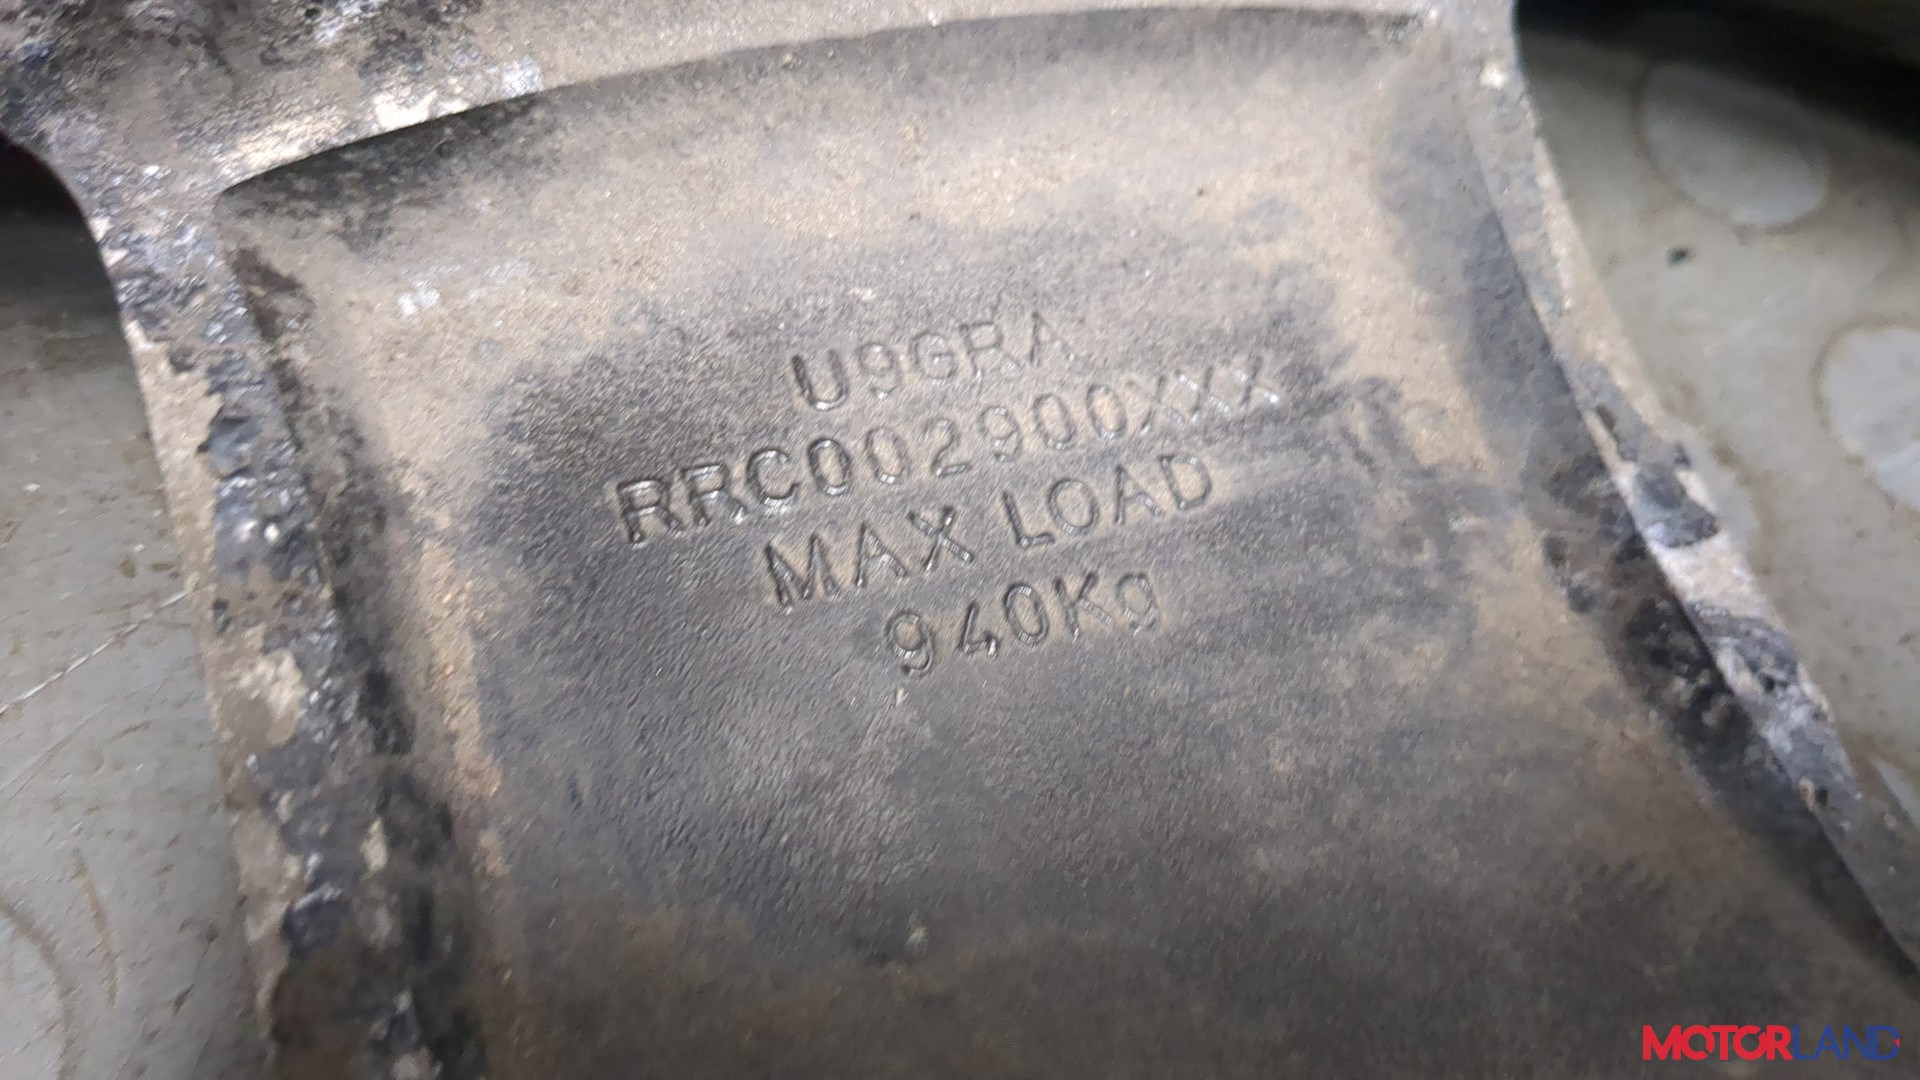 U9GRA
RRC002900XXX
MAX LOAD
940Kg
MOTORLAND